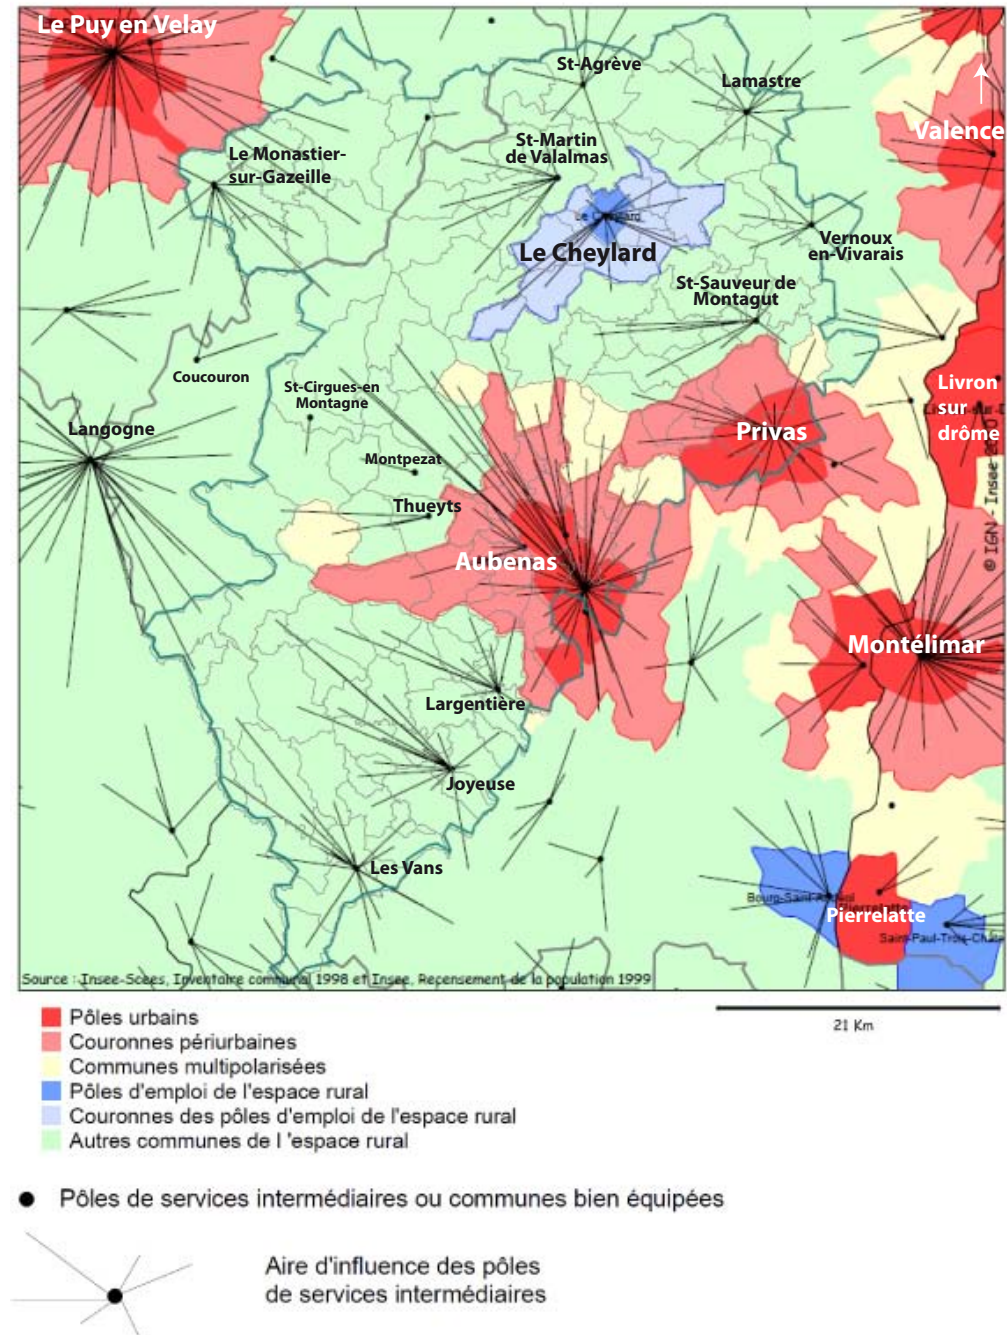 Le Puy en Velay
St-Agrève
Lamastre
Valence
St-Martin
de Valalmas
Le Monastier-
sur-Gazeille
Le Cheylard
Vernoux
en-Vivarais
St-Sauveur de
Montagut
Coucouron
St-Cirgues-en
Montagne
Livron
sur
drôme
Langogne
Privas
Montpezat
Thueyts
Aubenas
© IGN - Insee
Montélimar
Largentière
Joyeuse
Les Vans
Pierrelatte
Source : Insee-Scees, Inventaire communal 1998 et Insee, Recensement de la population 1999
21 Km
Pôles urbains
Couronnes périurbaines
Communes multipolarisées
Pôles d'emploi de l'espace rural
Couronnes des pôles d'emploi de l'espace rural
Autres communes de l 'espace rural
Pôles de services intermédiaires ou communes bien équipées
Aire d'influence des pôles
de services intermédiaires